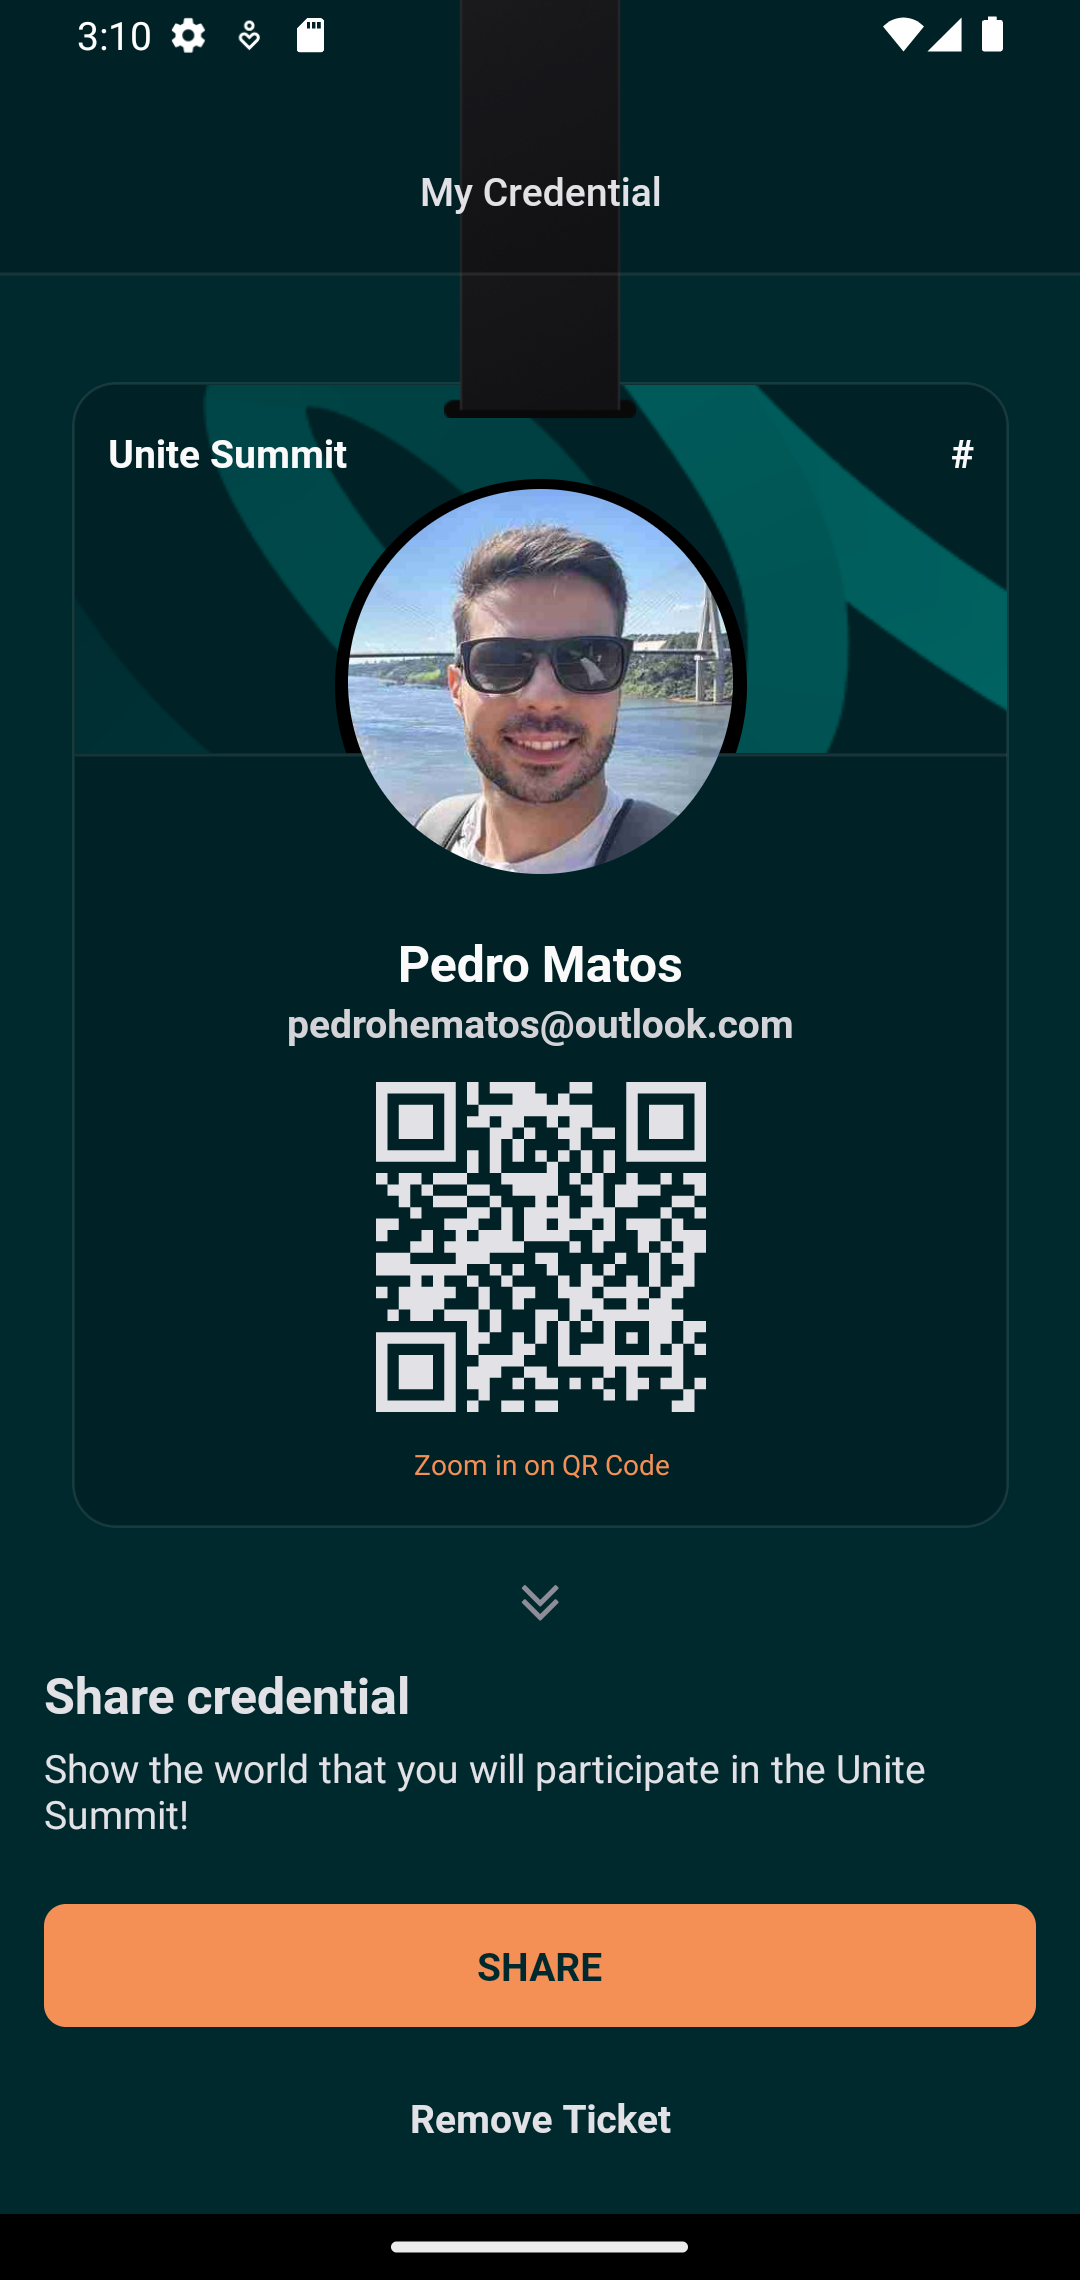 3:10
My Credential
Unite Summit
#
Pedro Matos
pedrohematos@outlook.com
Zoom in on QR Code
Share credential
Show the world that you will participate in the Unite
Summit!
SHARE
Remove Ticket